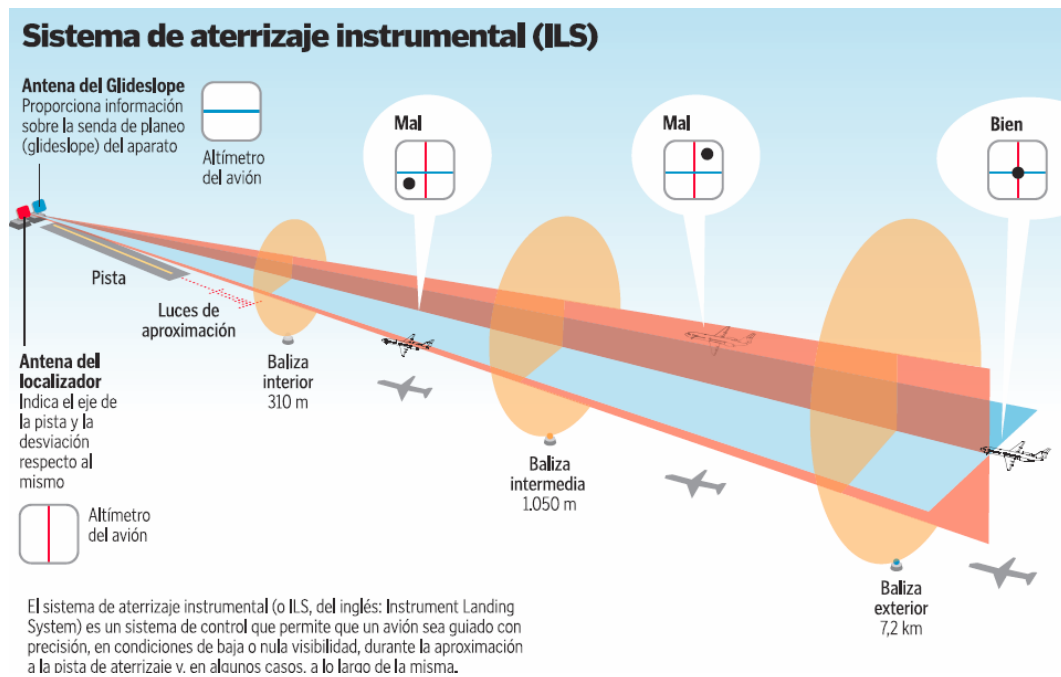 Sistema de aterrizaje instrumental (ILS)
Antena del Glideslope
Proporciona información
sobre la senda de planeo
(glideslope) del aparato
Altímetro
del avión
Mal
Mal
Bien
Pista
Luces de
aproximación
Antena del
localizador
Indica el eje de
la pista y la
desviación
respecto al
mismo
Altímetro
del avión
Baliza
interior
310 m
Baliza
intermedia
1.050 m
Baliza
exterior
7,2 km
El sistema de aterrizaje instrumental (o ILS, del inglés: Instrument Landing
System) es un sistema de control que permite que un avión sea guiado con
precisión, en condiciones de baja o nula visibilidad, durante la aproximación
a la pista de aterrizaje y, en algunos casos, a lo largo de la misma.